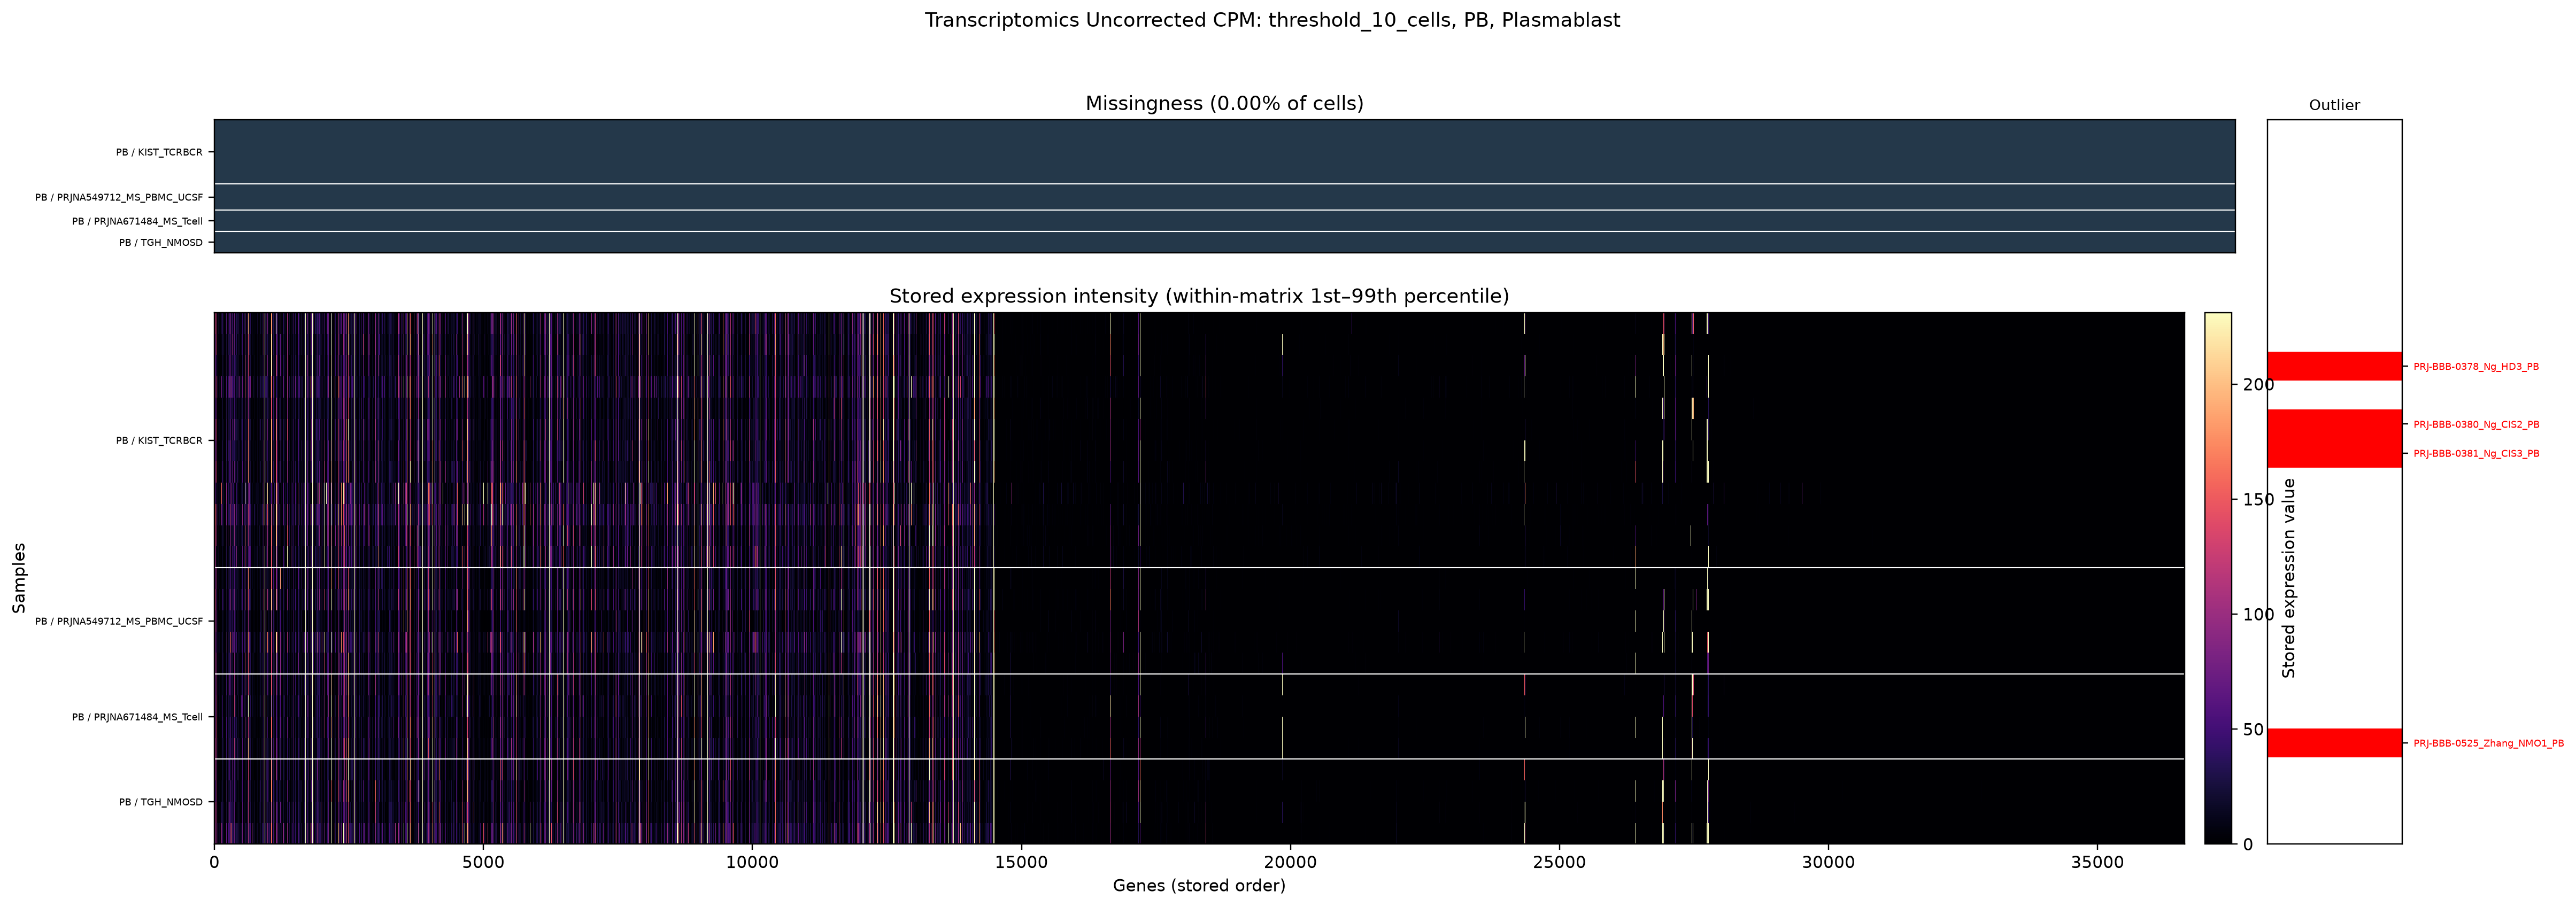 Transcriptomics Uncorrected CPM: threshold_10_cells, PB, Plasmablast
Missingness (0.00% of cells)
Outlier
PB / KIST_TCRBCR
PB / PRJNA549712_MS_PBMC_UCSF
PB / PRJNA671484_MS_Tcell
PB / TGH_NMOSD
Stored expression intensity (within-matrix 1st–99th percentile)
Samples
PB / KIST_TCRBCR
PB / PRJNA549712_MS_PBMC_UCSF
PB / PRJNA671484_MS_Tcell
PB / TGH_NMOSD
0
5000
10000
15000
20000
25000
30000
35000
Genes (stored order)
200
150
100
50
0
Stored expression value
PRJ-BBB-0378_Ng_HD3_PB
PRJ-BBB-0380_Ng_CIS2_PB
PRJ-BBB-0381_Ng_CIS3_PB
PRJ-BBB-0525_Zhang_NMO1_PB